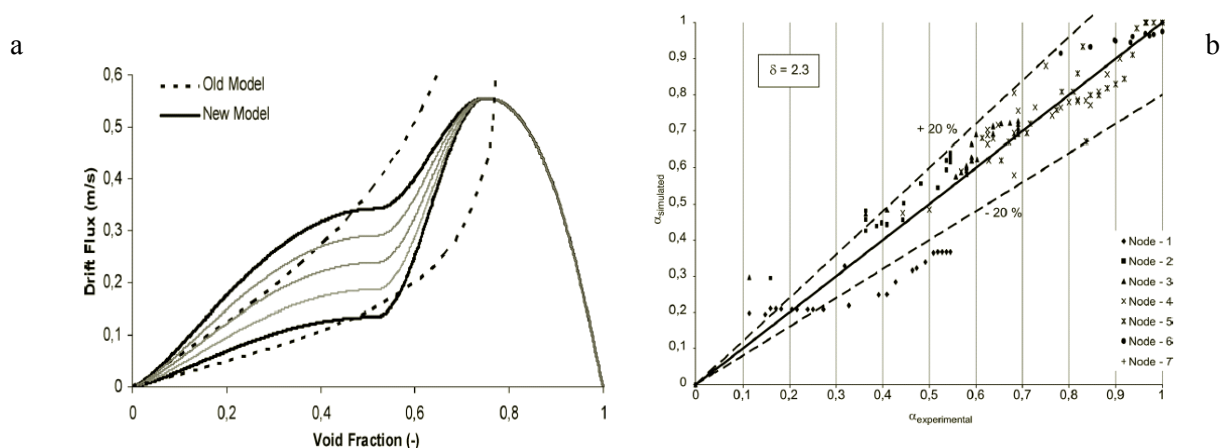 a
Old Model
New Model
Drift Flux (m/s)
0,6
0,5
0,4
0,3
0,2
0,1
0,0
0
0,2
0,4
0,6
0,8
1
Void Fraction (-)
b
δ = 2.3
+ 20 %
- 20 %
αsimulated
1
0,9
0,8
0,7
0,6
0,5
0,4
0,3
0,2
0,1
0
0
0,1
0,2
0,3
0,4
0,5
0,6
0,7
0,8
0,9
1
αexperimental
Node - 1
Node - 2
Node - 3
Node - 4
Node - 5
Node - 6
Node - 7